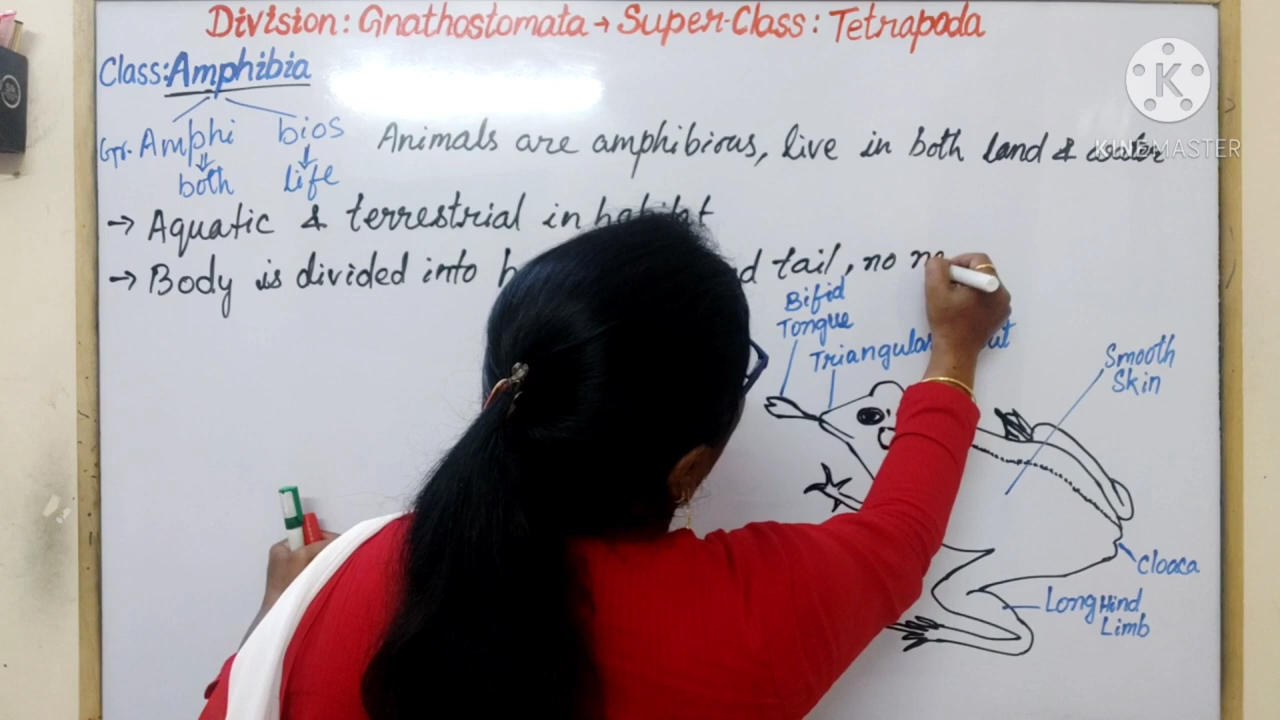 Division: Gnathostomata → Super-Class: Tetrapoda
Class: Amphibia
Gr. Amphi bios
both life
Animals are amphibious, live in both land & water
→ Aquatic & terrestrial in habitat
→ Body is divided into tail, no
Bifid
Tongue
Triangular
Smooth
Skin
Cloaca
Long Hind
Limb
K
KINEMASTER